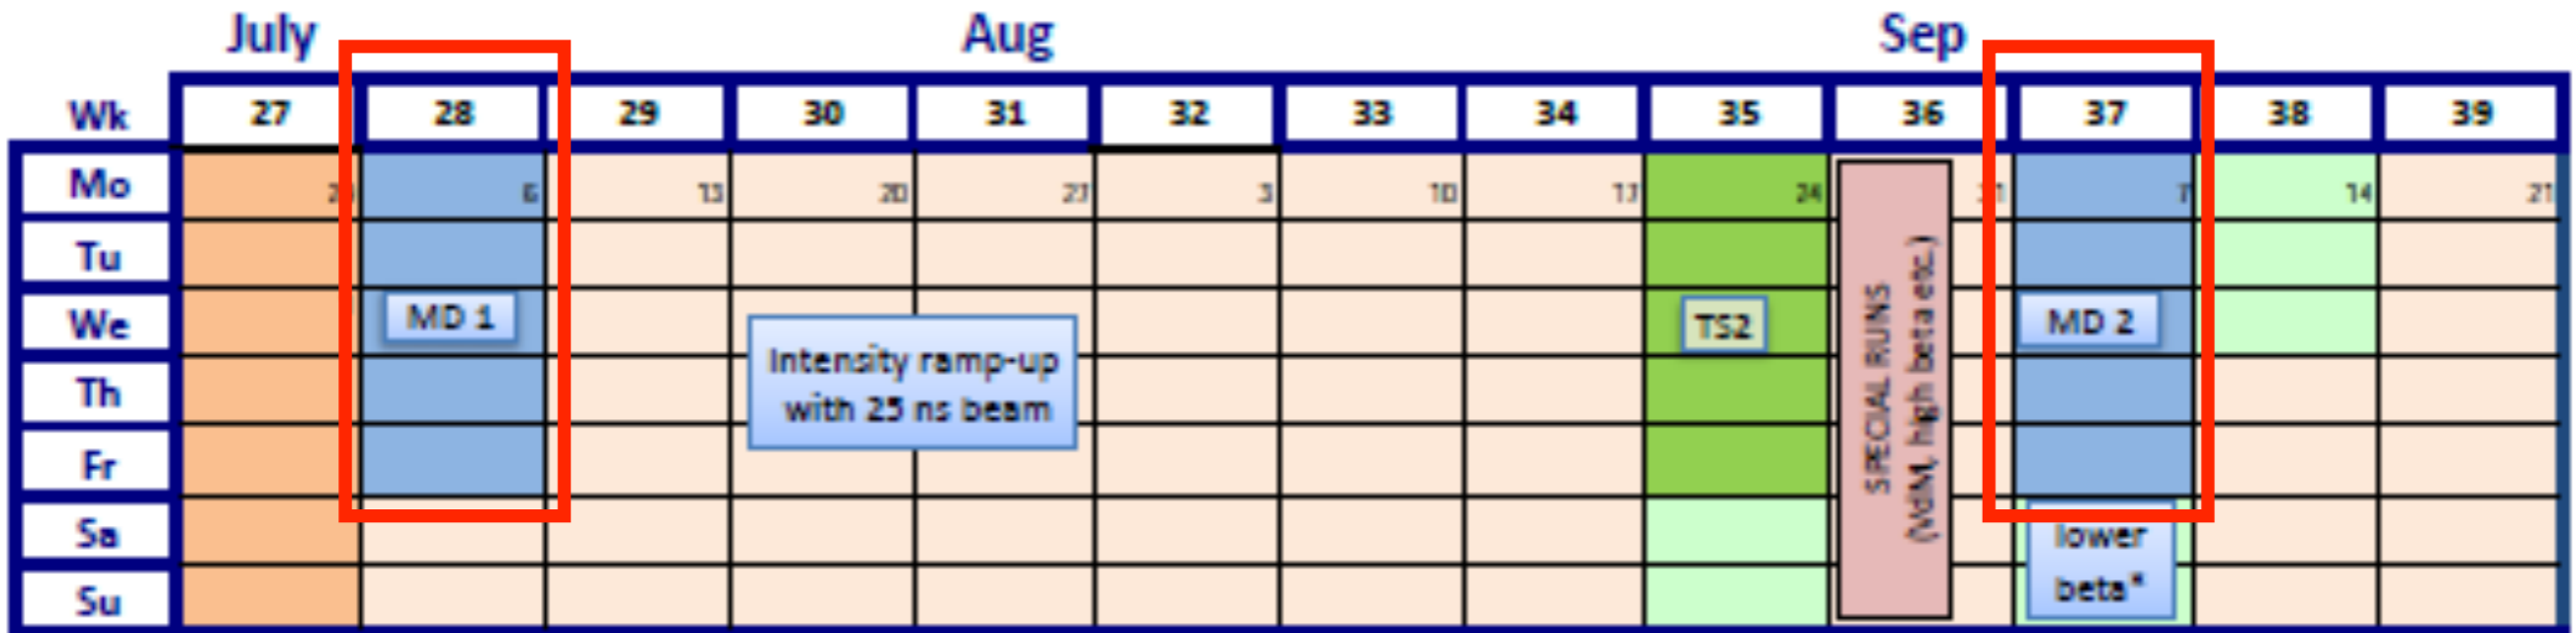 July Aug Sep
Wk 27 28 29 30 31 32 33 34 35 36 37 38 39
Mo 6 13 20 27 3 10 17 24 7 14 21
Tu
We MD 1 TS2 MD 2
Intensity ramp-up
with 25 ns beam
Th
Fr
Sa
Su
SPECIAL RUNS
(VdM, high beta etc.)
lower
beta*